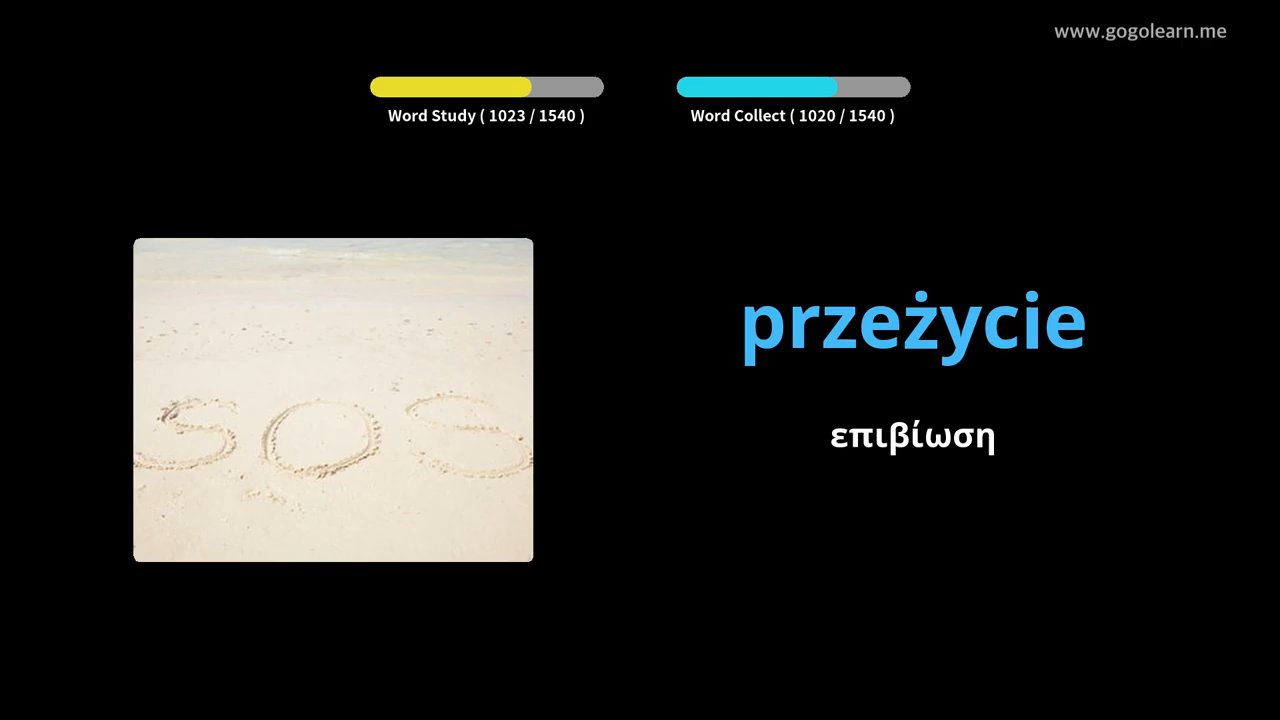 www.gogolearn.me
Word Study ( 1023 / 1540 )
Word Collect ( 1020 / 1540 )
SOS
przeżycie
επιβίωση